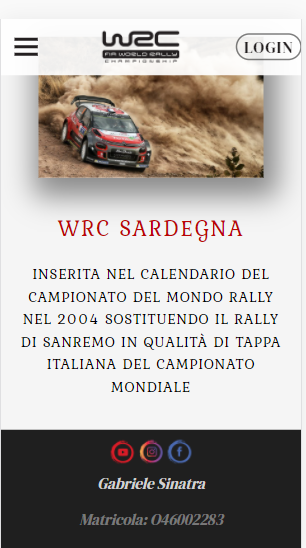 WRC
FIA WORLD RALLY
CHAMPIONSHIP
LOGIN
WRC SARDEGNA
INSERITA NEL CALENDARIO DEL
CAMPIONATO DEL MONDO RALLY
NEL 2004 SOSTITUENDO IL RALLY
DI SANREMO IN QUALITÀ DI TAPPA
ITALIANA DEL CAMPIONATO
MONDIALE
Gabriele Sinatra
Matricola: O46002283